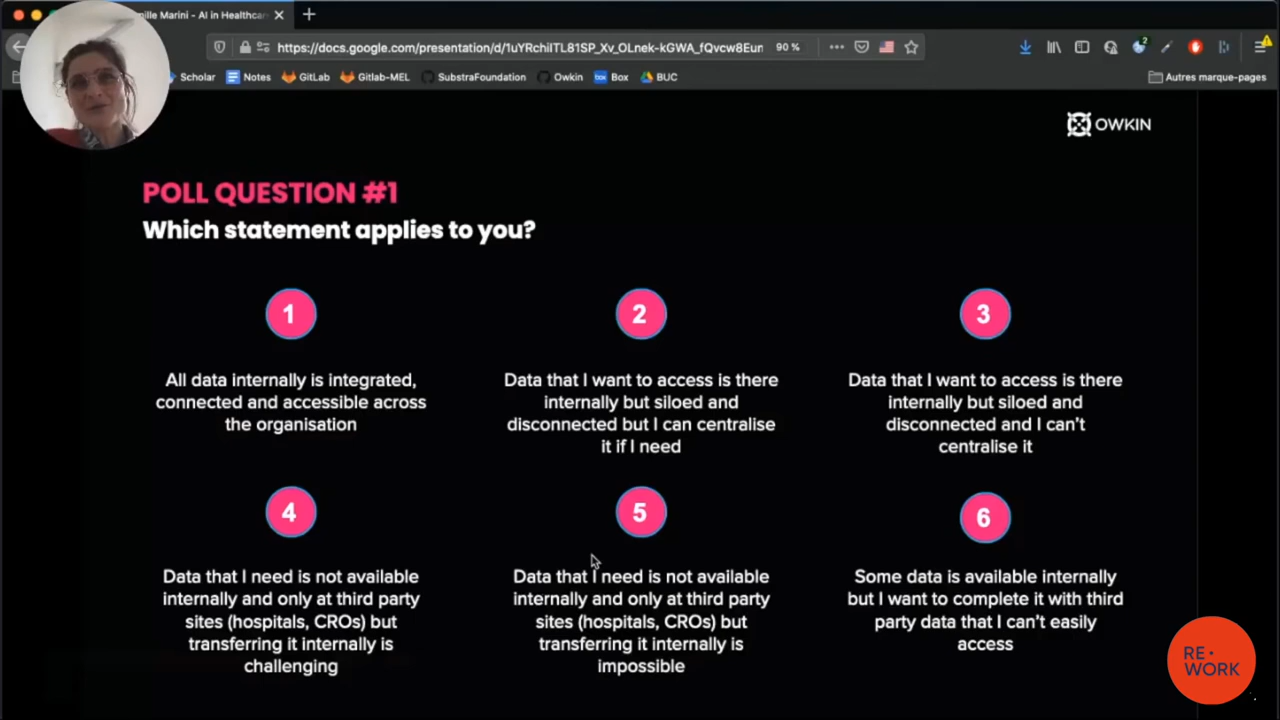 nille Marini - AI in Healthcar
https://docs.google.com/presentation/d/1uYRchiITL81SP_Xv_OLnek-kGWA_fQvcw8Eun
90 %
2
Scholar
Notes
GitLab
Gitlab-MEL
SubstraFoundation
Owkin
box
Box
BUC
Autres marque-pages
OWKIN
POLL QUESTION #1
Which statement applies to you?
1
2
3
All data internally is integrated,
connected and accessible across
the organisation
Data that I want to access is there
internally but siloed and
disconnected but I can centralise
it if I need
Data that I want to access is there
internally but siloed and
disconnected and I can't
centralise it
4
5
6
Data that I need is not available
internally and only at third party
sites (hospitals, CROs) but
transferring it internally is
challenging
Data that I need is not available
internally and only at third party
sites (hospitals, CROs) but
transferring it internally is
impossible
Some data is available internally
but I want to complete it with third
party data that I can't easily
access
RE•
WORK